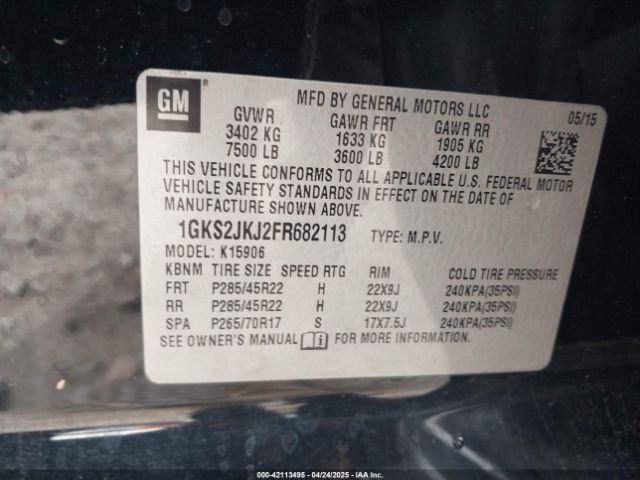 GM
MFD BY GENERAL MOTORS LLC
05/15
GVWR GAWR FRT GAWR RR
3402 KG 1633 KG 1905 KG
7500 LB 3600 LB 4200 LB
THIS VEHICLE CONFORMS TO ALL APPLICABLE U.S. FEDERAL MOTOR
VEHICLE SAFETY STANDARDS IN EFFECT ON THE DATE OF
MANUFACTURE SHOWN ABOVE.
1GKS2JKJ2FR682113 TYPE: M.P.V.
MODEL: K15906
KBNM TIRE SIZE SPEED RTG RIM COLD TIRE PRESSURE
FRT P285/45R22 H 22X9J 240KPA(35PSI)
RR P285/45R22 H 22X9J 240KPA(35PSI)
SPA P265/70R17 S 17X7.5J 240KPA(35PSI)
SEE OWNER'S MANUAL i FOR MORE INFORMATION.
000-42113495 - 04/24/2025 - IAA Inc.